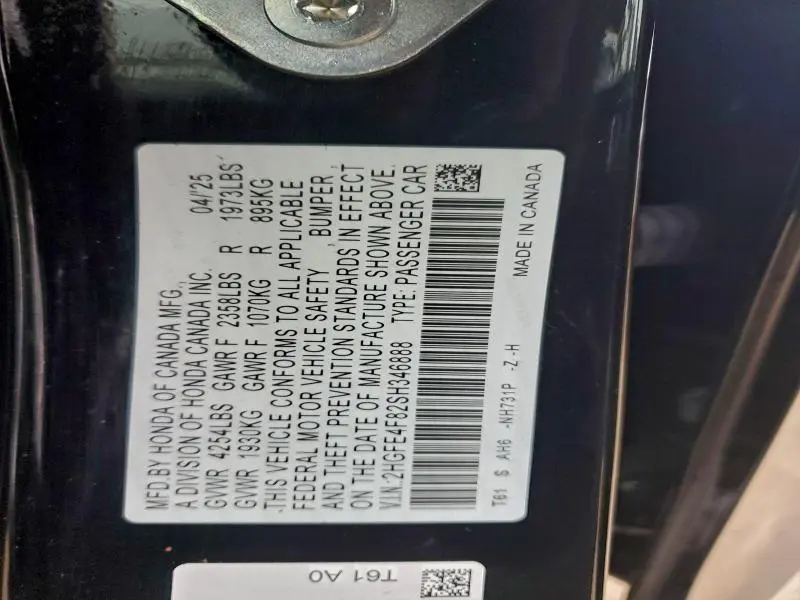 MFD.BY HONDA OF CANADA MFG.,
A DIVISION OF HONDA CANADA INC. 04/'25
GVWR 4254LBS GAWR F 2358LBS R 1973LBS
GVWR 1930KG GAWR F 1070KG R 895KG
THIS VEHICLE CONFORMS TO ALL APPLICABLE
FEDERAL MOTOR VEHICLE SAFETY , BUMPER ,
AND THEFT PREVENTION STANDARDS IN EFFECT
ON THE DATE OF MANUFACTURE SHOWN ABOVE.
V.I.N:2HGFE4F82SH346888 TYPE: PASSENGER CAR
T61 $ AH6 -NH731P -Z -H MADE IN CANADA
T61 A0